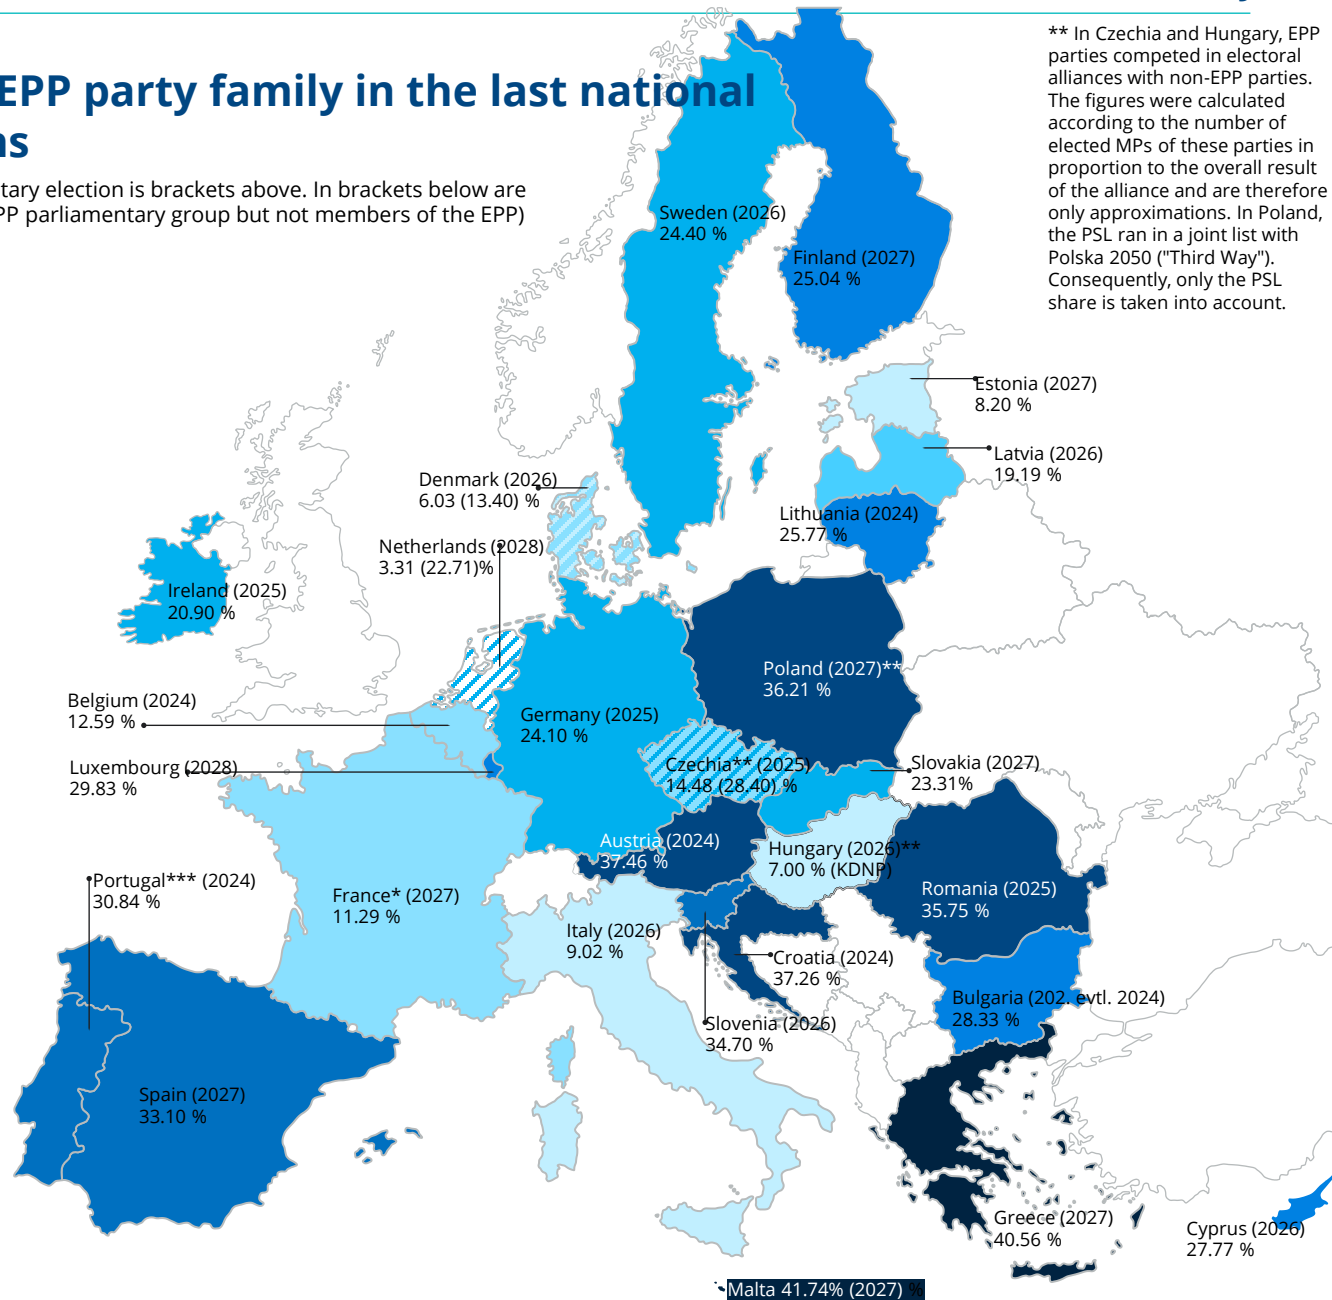 EPP party family in the last national
ns
tary election is brackets above. In brackets below are
PP parliamentary group but not members of the EPP)
** In Czechia and Hungary, EPP
parties competed in electoral
alliances with non-EPP parties.
The figures were calculated
according to the number of
elected MPs of these parties in
proportion to the overall result
of the alliance and are therefore
only approximations. In Poland,
the PSL ran in a joint list with
Polska 2050 ("Third Way").
Consequently, only the PSL
share is taken into account.
Sweden (2026)
24.40 %
Finland (2027)
25.04 %
Estonia (2027)
8.20 %
Latvia (2026)
19.19 %
Denmark (2026)
6.03 (13.40) %
Lithuania (2024)
25.77 %
Netherlands (2028)
3.31 (22.71)%
Ireland (2025)
20.90 %
Poland (2027)**
36.21 %
Belgium (2024)
12.59 %
Germany (2025)
24.10 %
Luxembourg (2028)
29.83 %
Czechia** (2025)
14.48 (28.40) %
Slovakia (2027)
23.31%
Austria (2024)
37.46 %
Hungary (2026)**
7.00 % (KDNP)
Portugal*** (2024)
30.84 %
France* (2027)
11.29 %
Romania (2025)
35.75 %
Italy (2026)
9.02 %
Croatia (2024)
37.26 %
Bulgaria (202. evtl. 2024)
28.33 %
Slovenia (2026)
34.70 %
Spain (2027)
33.10 %
Greece (2027)
40.56 %
Cyprus (2026)
27.77 %
Malta 41.74% (2027) %